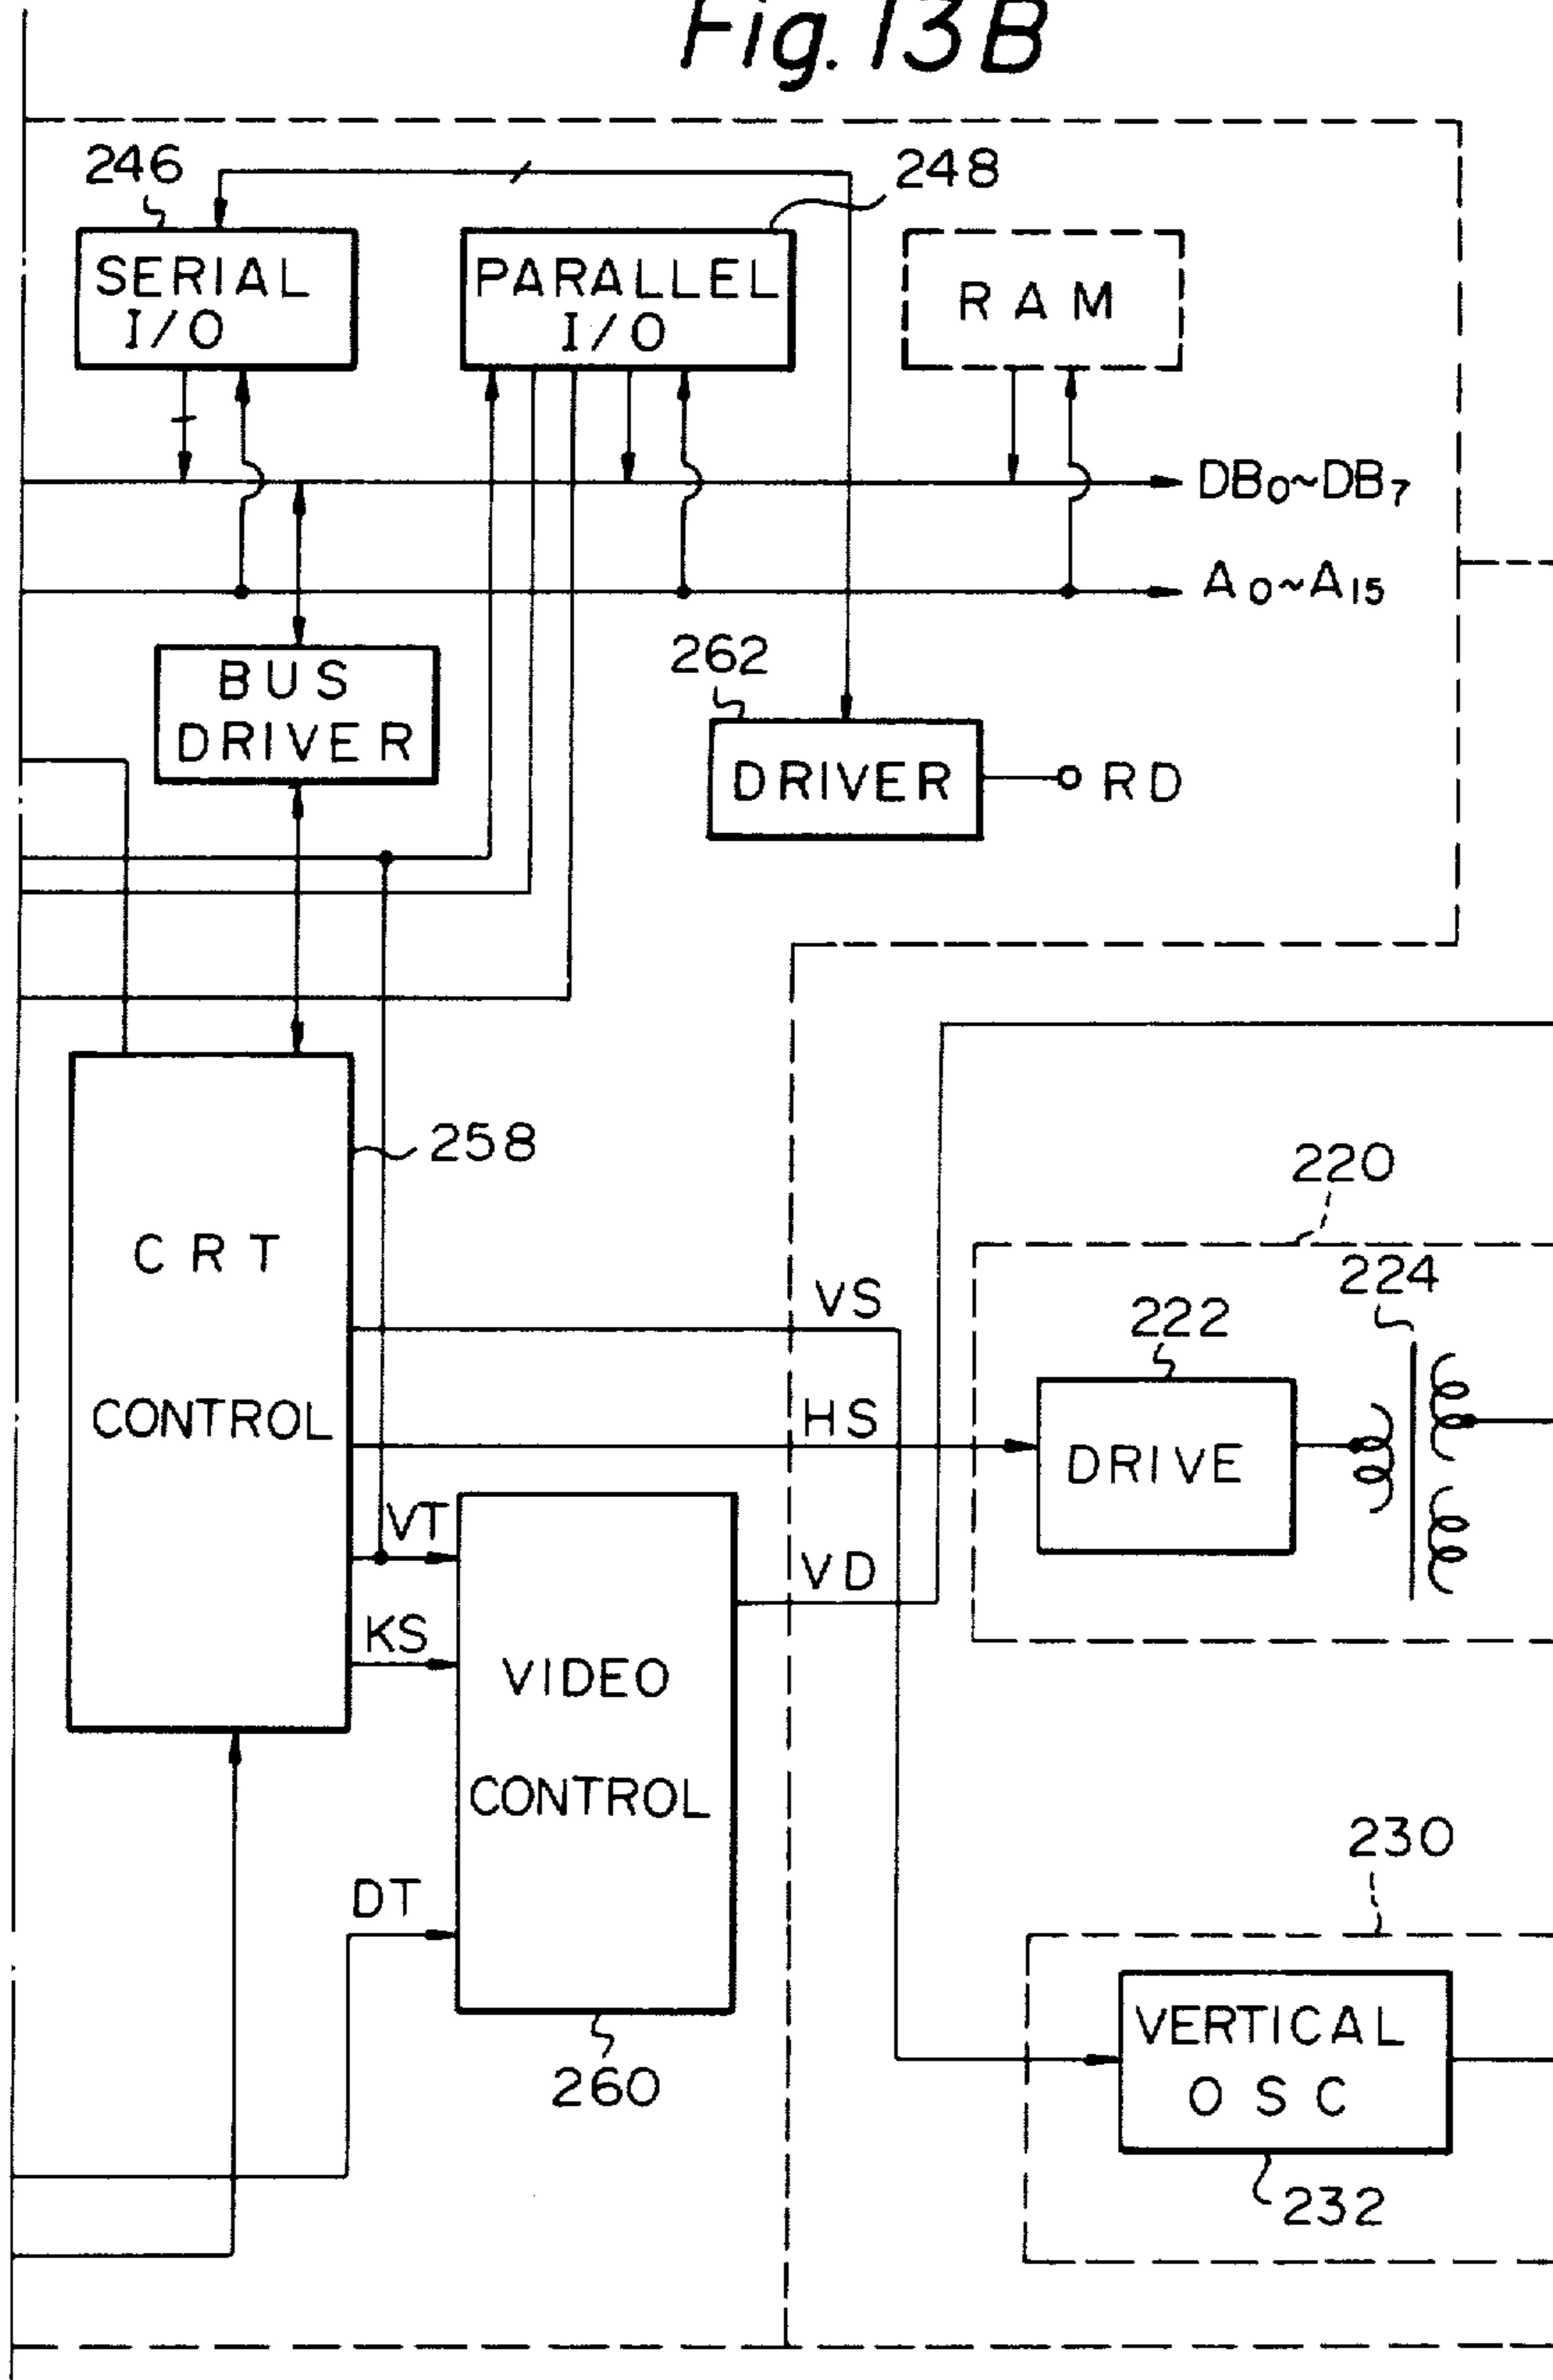 Fig. 13B
246
248
SERIAL
I/O
PARALLEL
I/O
RAM
DB₀~DB₇
A₀~A₁₅
262
BUS
DRIVER
DRIVER
RD
258
220
CRT
CONTROL
224
VS
222
HS
DRIVE
VT
VD
KS
VIDEO
CONTROL
230
DT
VERTICAL
OSC
260
232